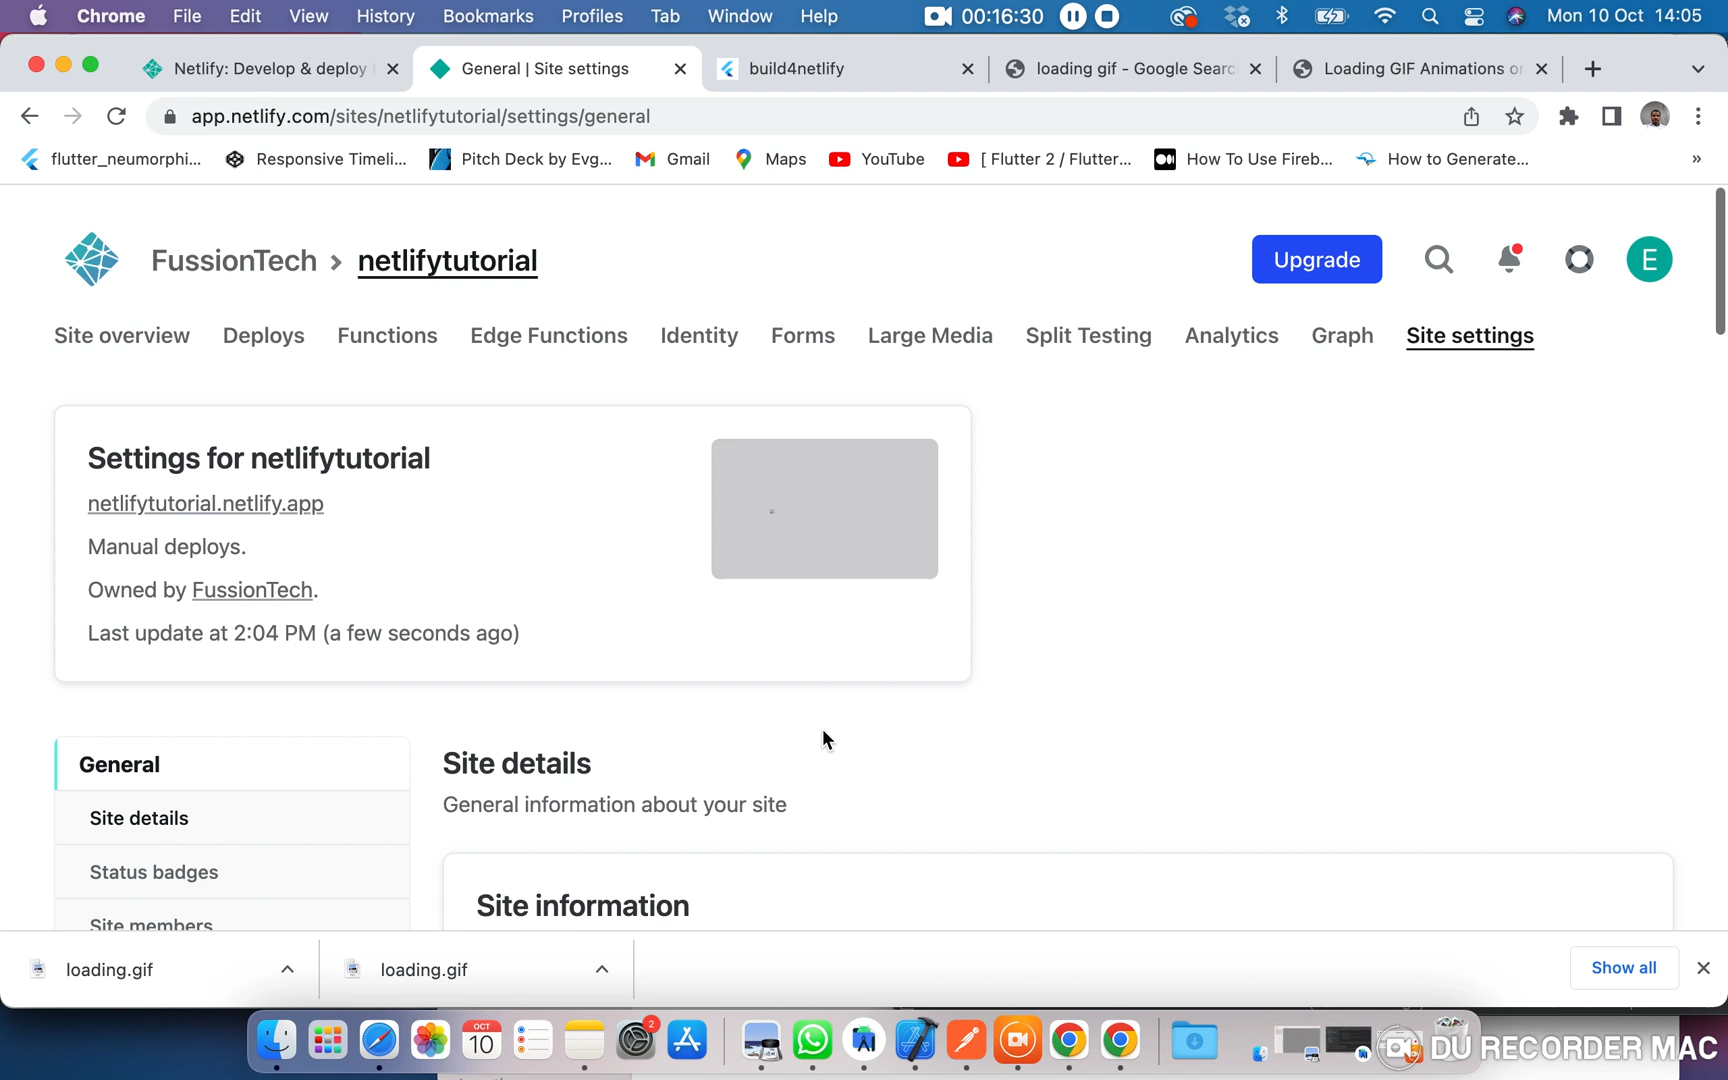 Chrome File Edit View History Bookmarks Profiles Tab Window Help 00:16:30 Mon 10 Oct 14:05
Netlify: Develop & deploy General | Site settings build4netlify loading gif - Google Searc Loading GIF Animations o
app.netlify.com/sites/netlifytutorial/settings/general
flutter_neumorphi... Responsive Timeli... Pitch Deck by Evg... Gmail Maps YouTube [ Flutter 2 / Flutter... How To Use Fireb... How to Generate... »
FussionTech > netlifytutorial Upgrade E
Site overview Deploys Functions Edge Functions Identity Forms Large Media Split Testing Analytics Graph Site settings
Settings for netlifytutorial
netlifytutorial.netlify.app
Manual deploys.
Owned by FussionTech.
Last update at 2:04 PM (a few seconds ago)
General
Site details
Status badges
Site members
Site details
General information about your site
Site information
loading.gif loading.gif Show all
OCT
10
2
DU RECORDER MAC